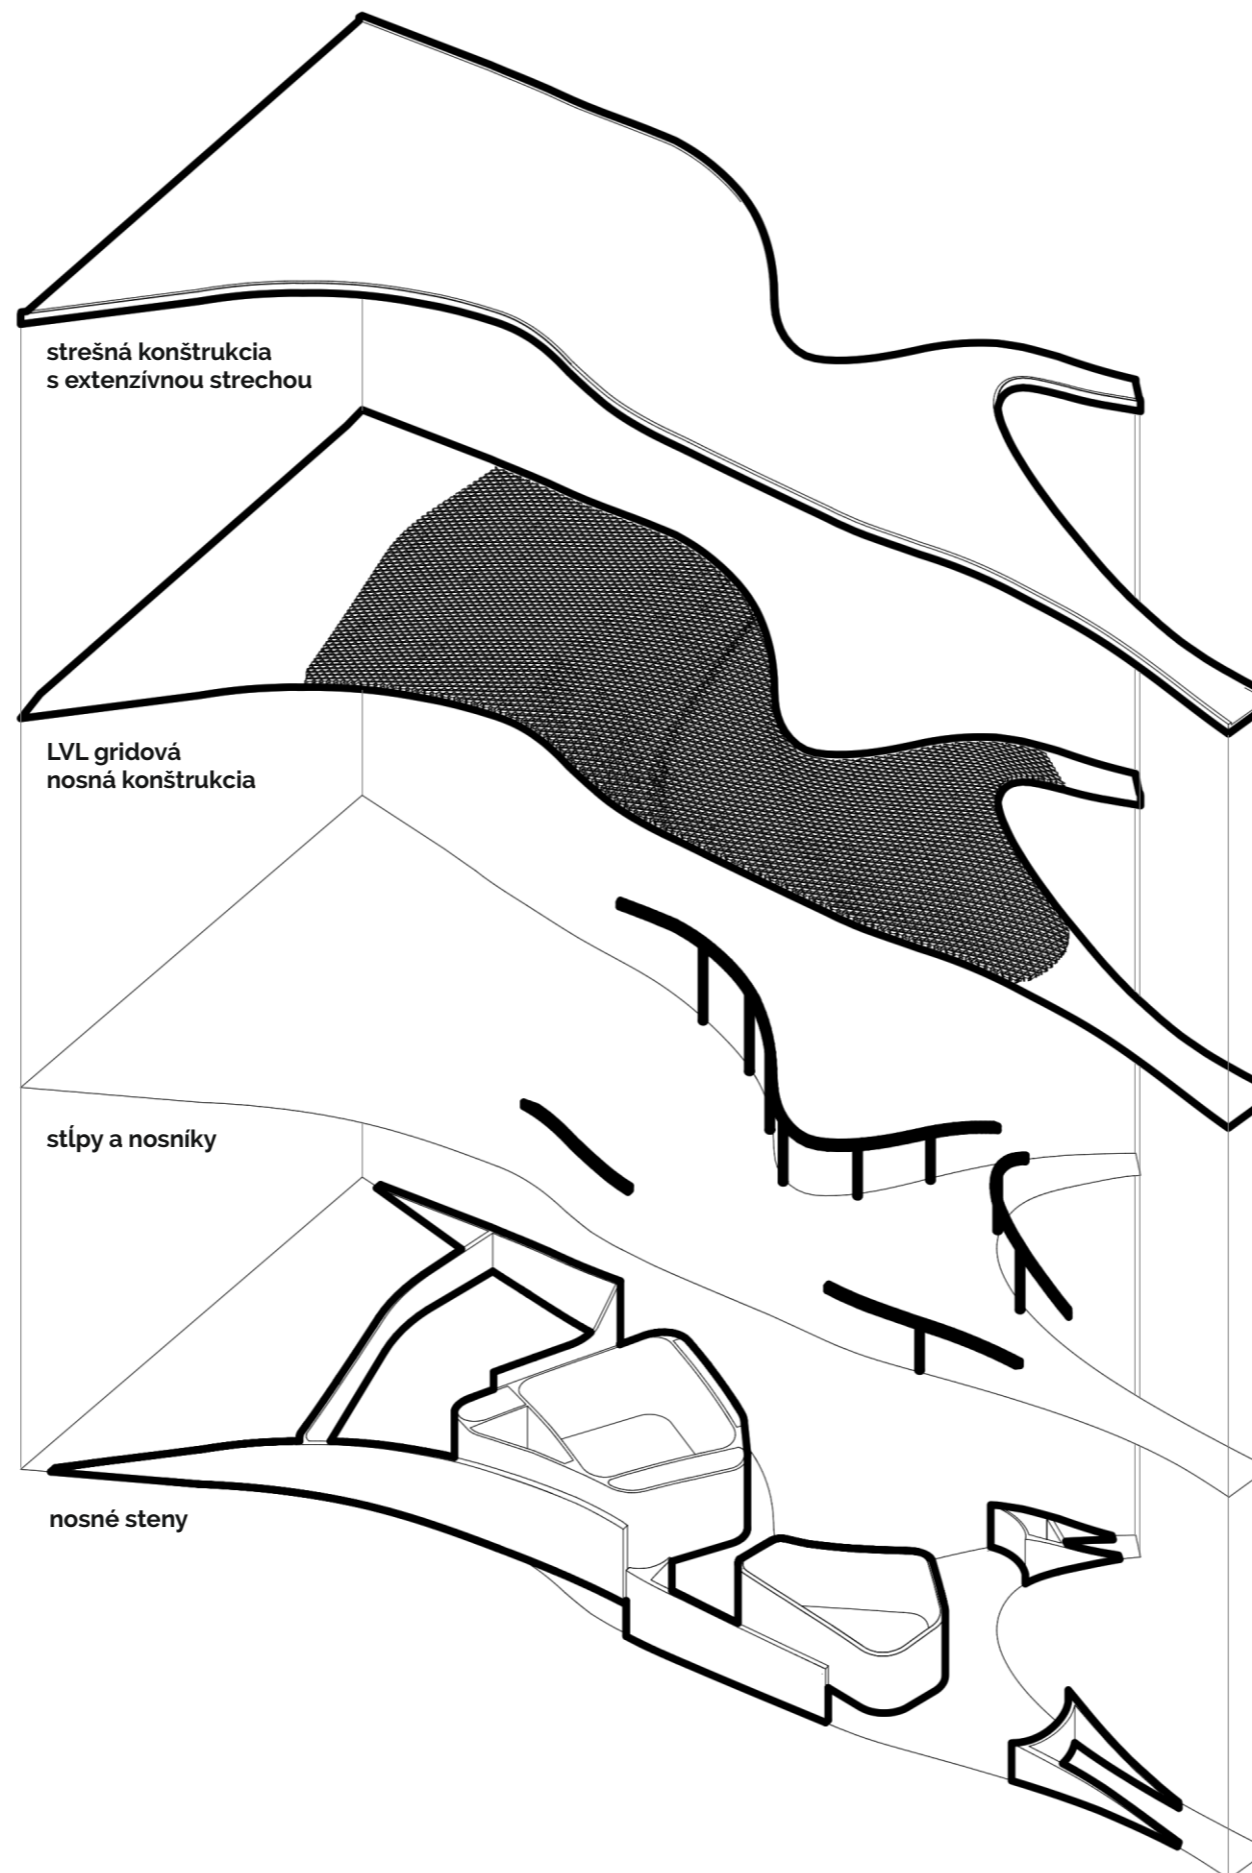 strešná konštrukcia
s extenzívnou strechou
LVL gridová
nosná konštrukcia
stĺpy a nosníky
nosné steny